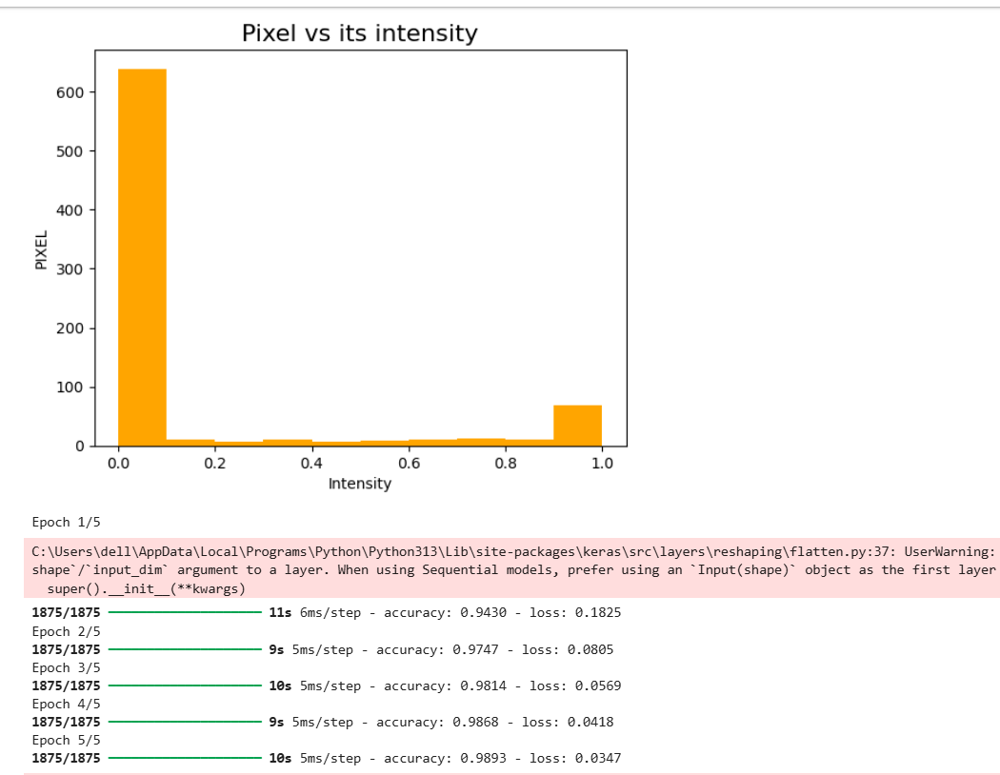 Pixel vs its intensity
600
500
400
300
200
100
0
PIXEL
0.0 0.2 0.4 0.6 0.8 1.0
Intensity
Epoch 1/5
C:\Users\dell\AppData\Local\Programs\Python\Python313\Lib\site-packages\keras\src\layers\reshaping\flatten.py:37: UserWarning:
shape`/`input_dim` argument to a layer. When using Sequential models, prefer using an `Input(shape)` object as the first layer
super().__init__(**kwargs)
1875/1875 11s 6ms/step - accuracy: 0.9430 - loss: 0.1825
Epoch 2/5
1875/1875 9s 5ms/step - accuracy: 0.9747 - loss: 0.0805
Epoch 3/5
1875/1875 10s 5ms/step - accuracy: 0.9814 - loss: 0.0569
Epoch 4/5
1875/1875 9s 5ms/step - accuracy: 0.9868 - loss: 0.0418
Epoch 5/5
1875/1875 10s 5ms/step - accuracy: 0.9893 - loss: 0.0347